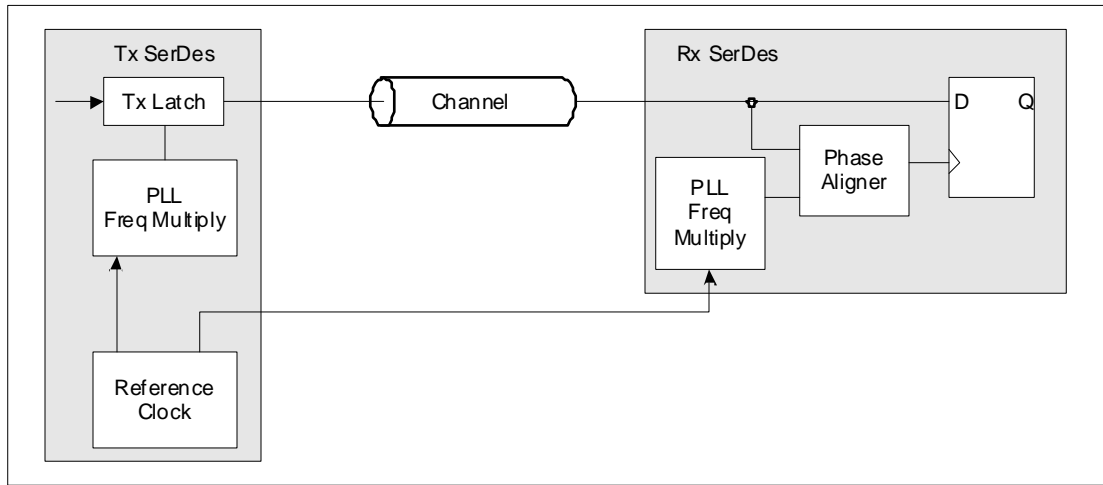 Tx SerDes
Tx Latch
PLL
Freq Multiply
Reference
Clock
Channel
Rx SerDes
D Q
Phase
Aligner
PLL
Freq
Multiply